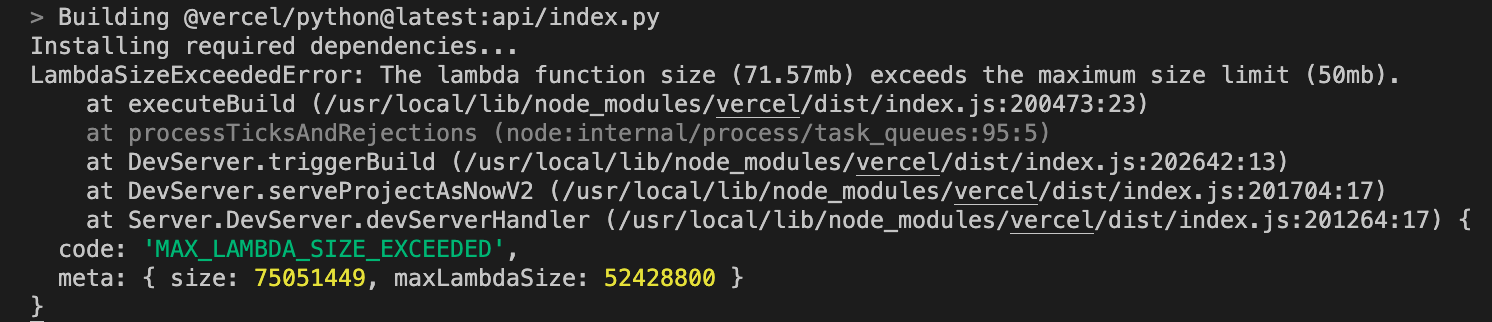 > Building @vercel/python@latest:api/index.py
Installing required dependencies...
LambdaSizeExceededError: The lambda function size (71.57mb) exceeds the maximum size limit (50mb).
    at executeBuild (/usr/local/lib/node_modules/vercel/dist/index.js:200473:23)
    at processTicksAndRejections (node:internal/process/task_queues:95:5)
    at DevServer.triggerBuild (/usr/local/lib/node_modules/vercel/dist/index.js:202642:13)
    at DevServer.serveProjectAsNowV2 (/usr/local/lib/node_modules/vercel/dist/index.js:201704:17)
    at Server.DevServer.devServerHandler (/usr/local/lib/node_modules/vercel/dist/index.js:201264:17) {
  code: 'MAX_LAMBDA_SIZE_EXCEEDED',
  meta: { size: 75051449, maxLambdaSize: 52428800 }
}